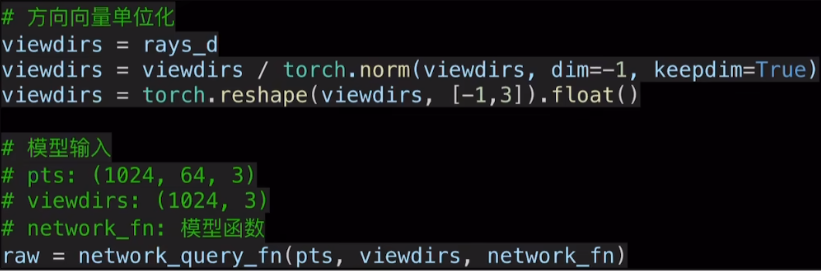 # 方向向量单位化
viewdirs = rays_d
viewdirs = viewdirs / torch.norm(viewdirs, dim=-1, keepdim=True)
viewdirs = torch.reshape(viewdirs, [-1,3]).float()
# 模型输入
# pts: (1024, 64, 3)
# viewdirs: (1024, 3)
# network_fn: 模型函数
raw = network_query_fn(pts, viewdirs, network_fn)